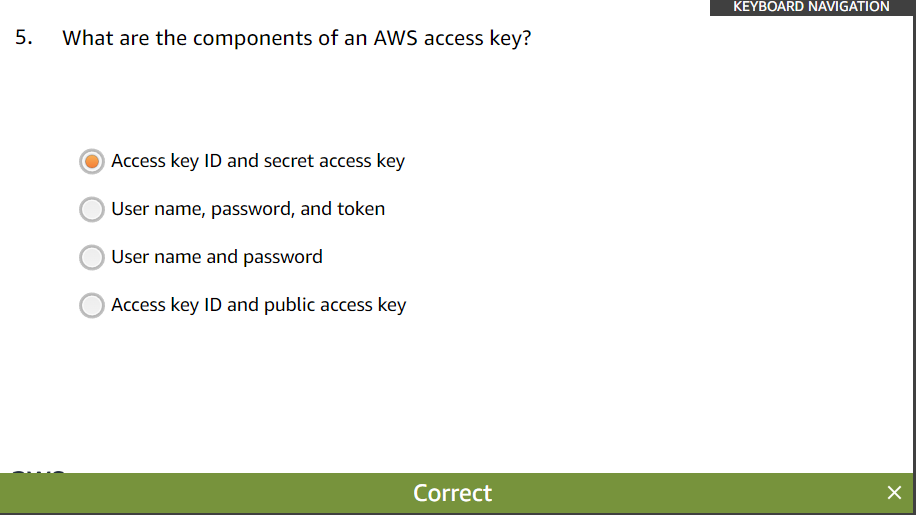 KEYBOARD NAVIGATION
5. What are the components of an AWS access key?
Access key ID and secret access key
User name, password, and token
User name and password
Access key ID and public access key
Correct